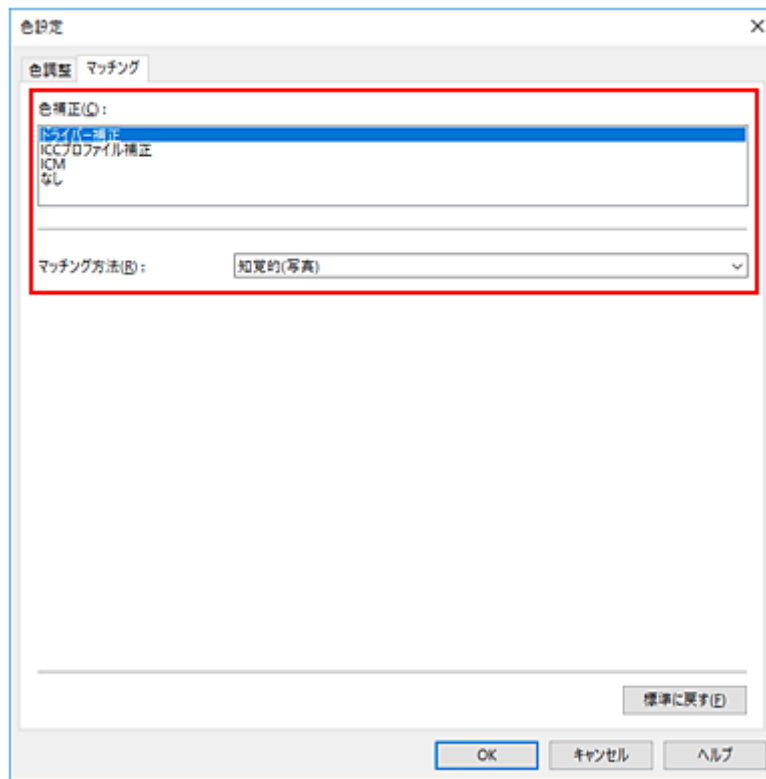 色設定
色調整 マッチング
色補正(C):
ドライバー補正
ICCプロファイル補正
ICM
なし
マッチング方法(R): 知覚的(写真)
標準に戻す(F)
OK キャンセル ヘルプ